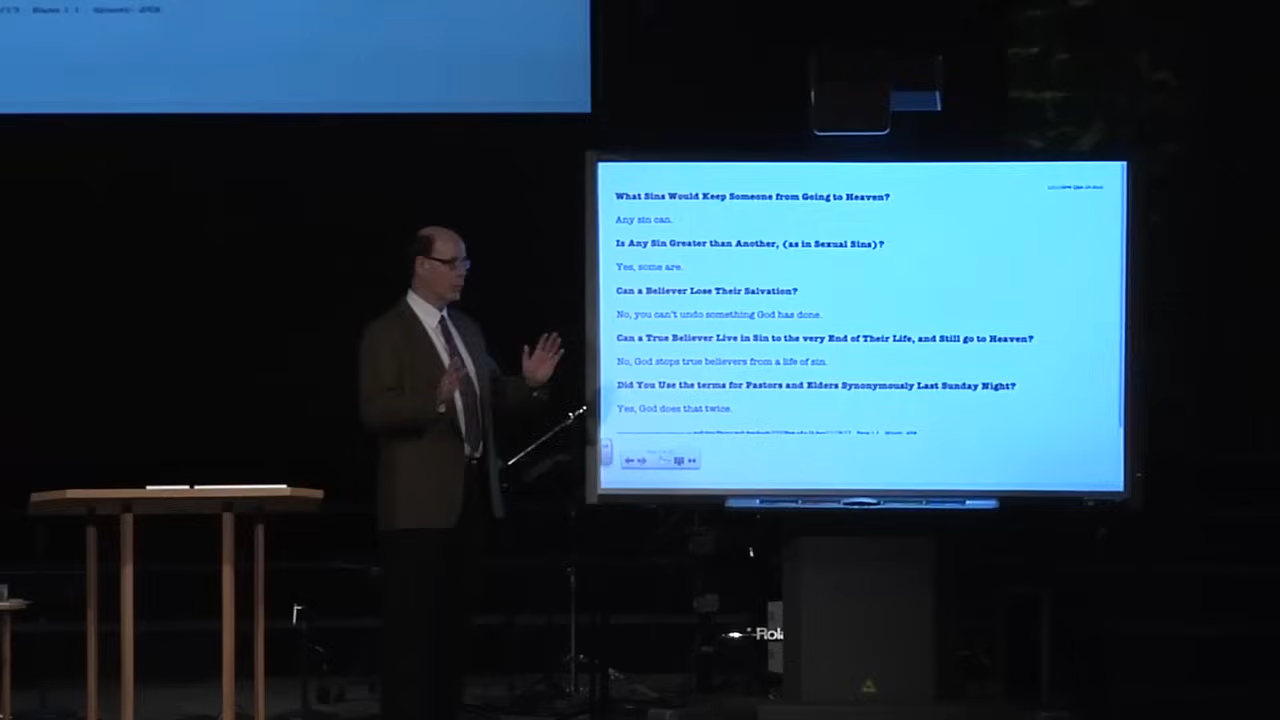 What Sins Would Keep Someone from Going to Heaven?
Any sin can.
Is Any Sin Greater than Another, (as in Sexual Sins)?
Yes, some are.
Can a Believer Lose Their Salvation?
No, you can't undo something God has done.
Can a True Believer Live in Sin to the very End of Their Life, and Still go to Heaven?
No, God stops true believers from a life of sin.
Did You Use the terms for Pastors and Elders Synonymously Last Sunday Night?
Yes, God does that twice.
Rola